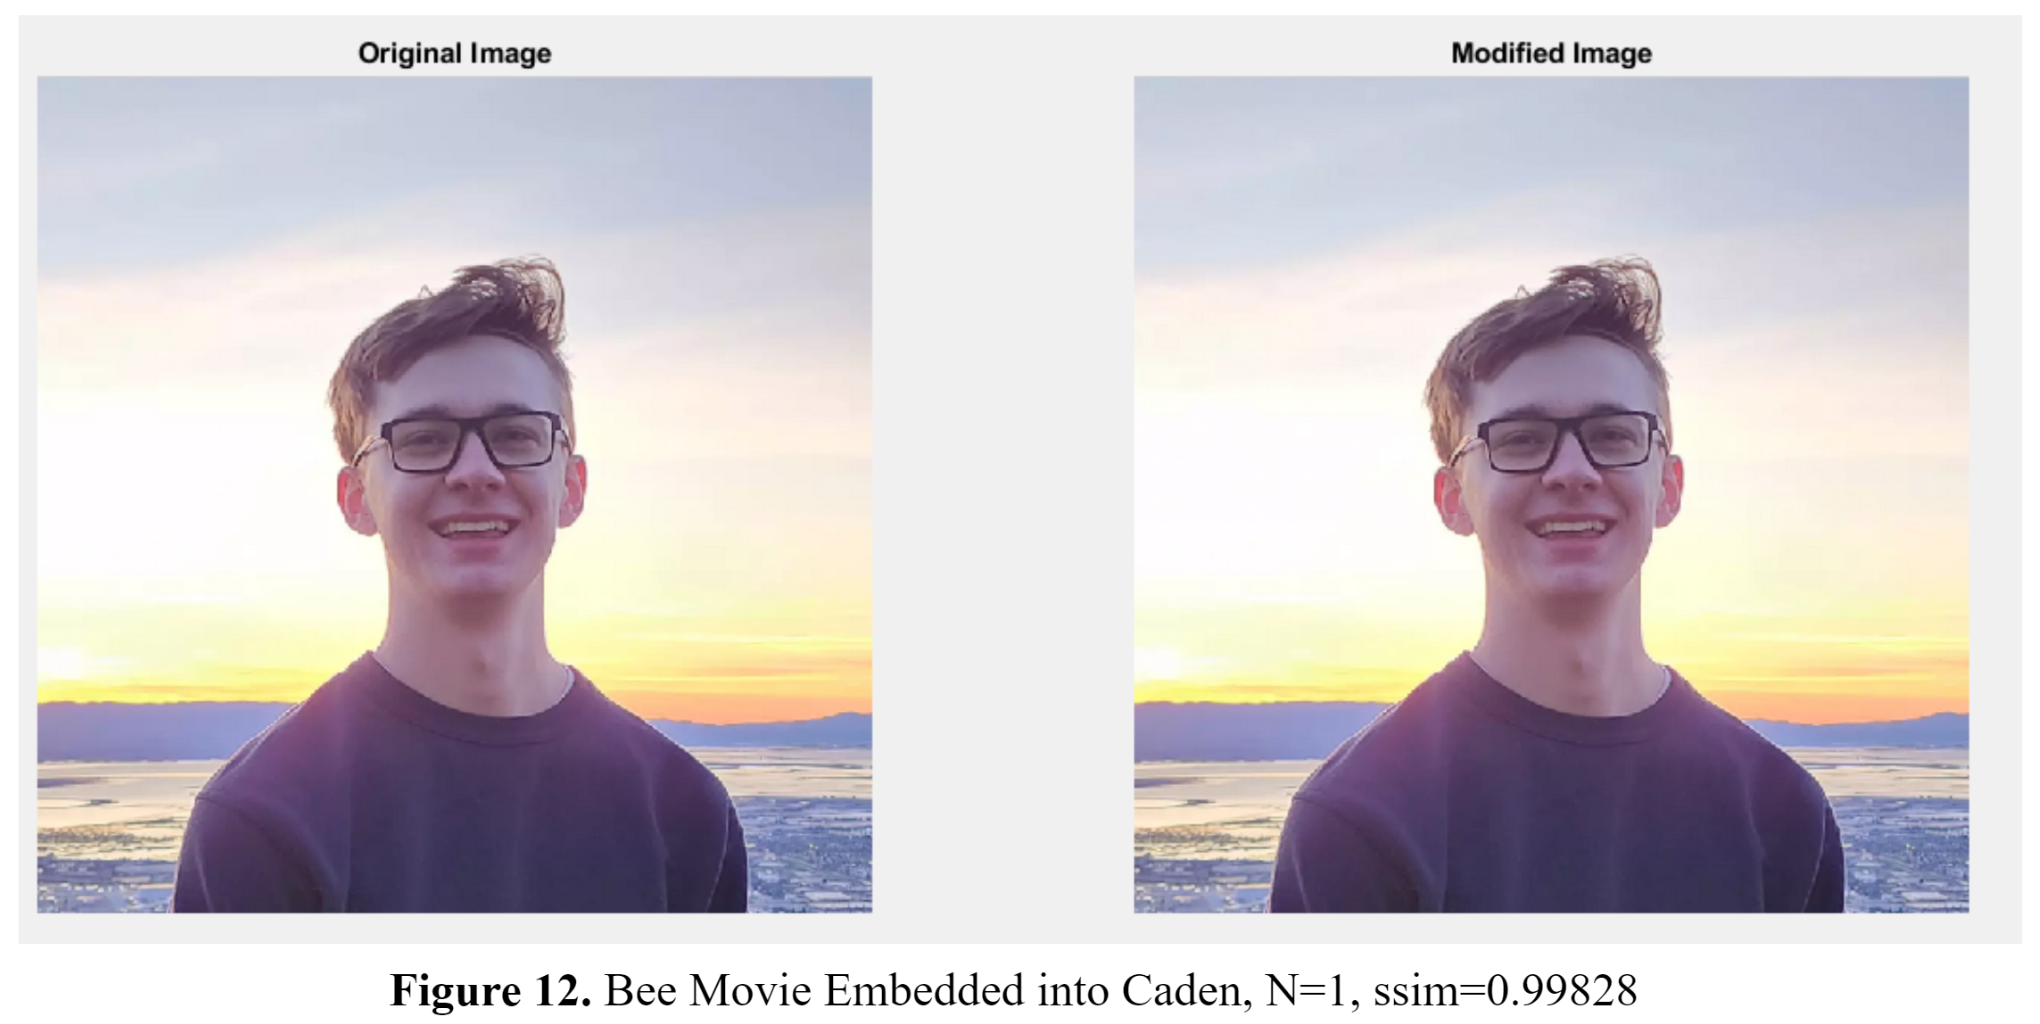 Original Image
Modified Image
Figure 12. Bee Movie Embedded into Caden, N=1, ssim=0.99828